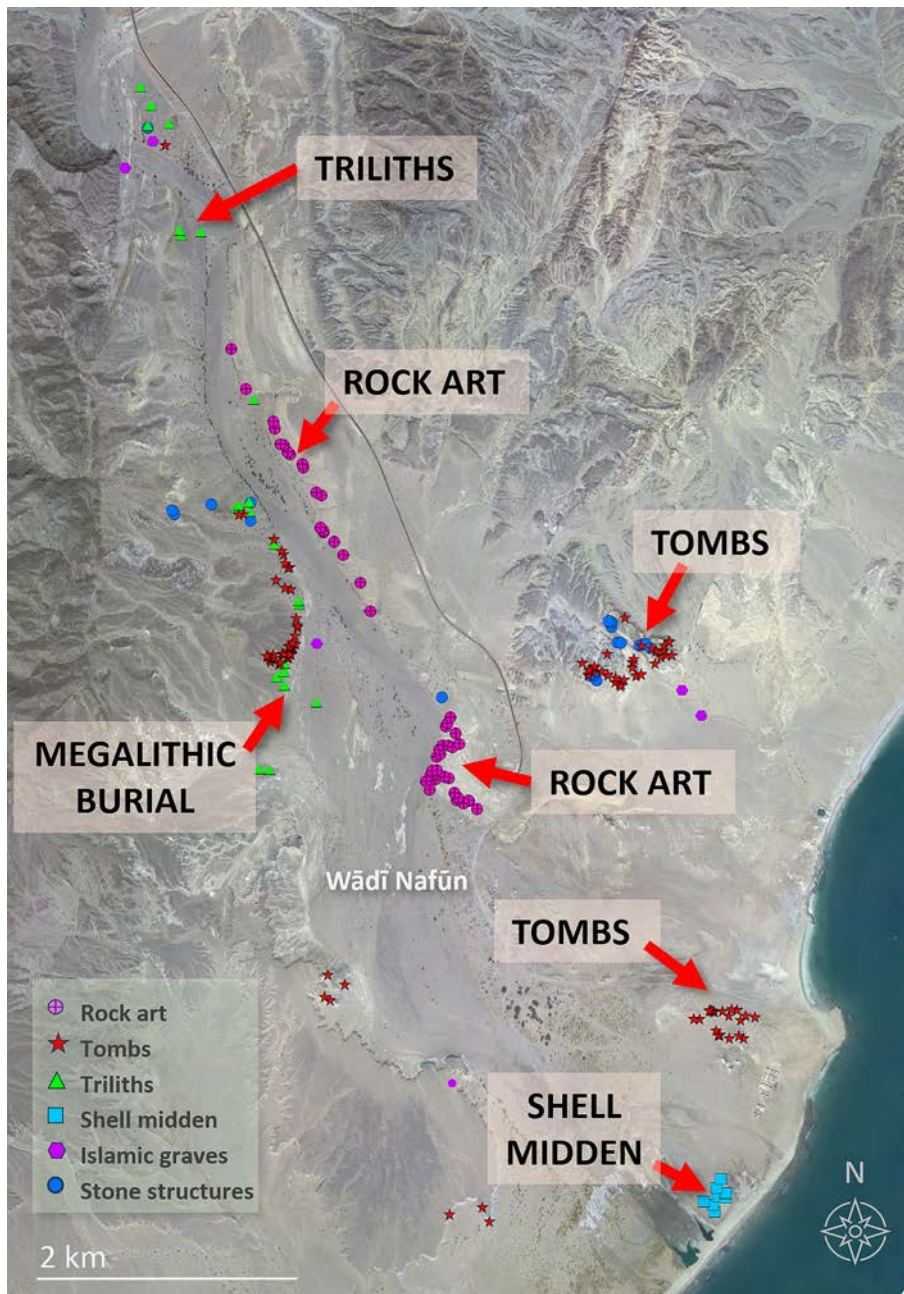 TRILITHS
ROCK ART
TOMBS
MEGALITHIC
BURIAL
ROCK ART
Wādī Nafūn
TOMBS
Rock art
Tombs
Triliths
Shell midden
Islamic graves
Stone structures
SHELL
MIDDEN
N
2 km